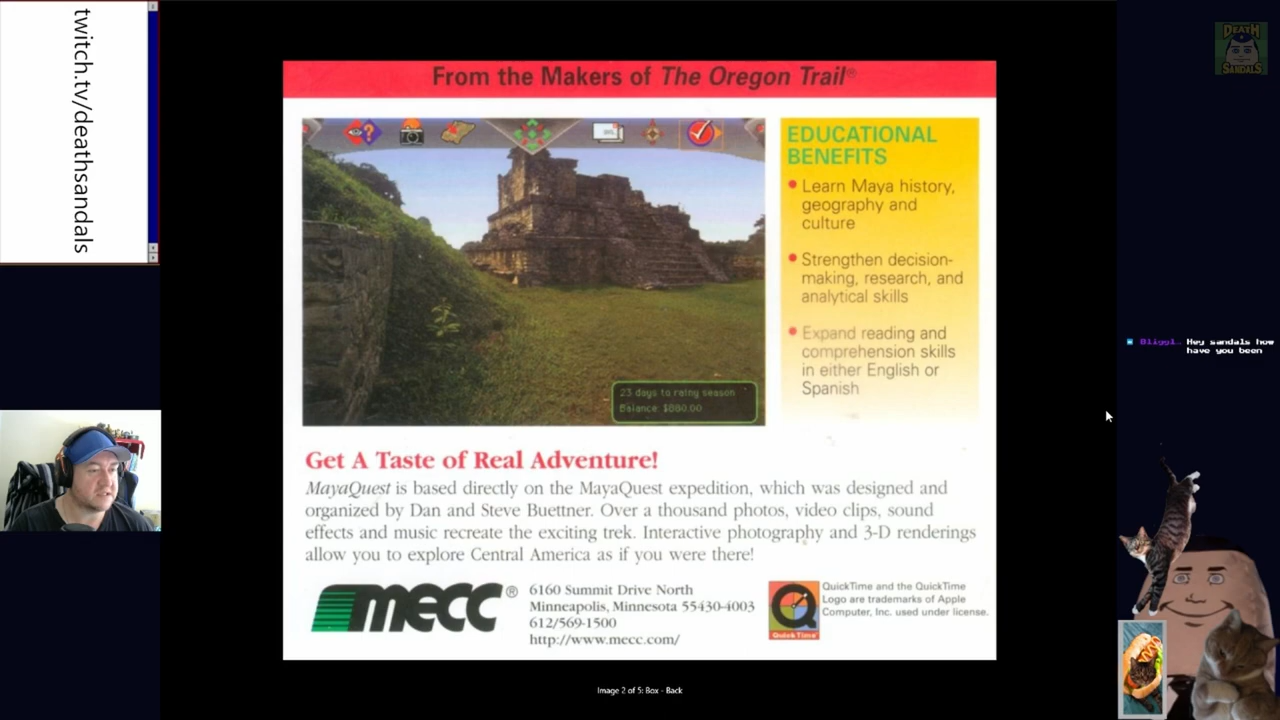 twitch.tv/deathsandals
DEATH
SANDALS
From the Makers of The Oregon Trail®
23 days to rainy season
Balance: $880.00
EDUCATIONAL
BENEFITS
• Learn Maya history,
geography and
culture
• Strengthen decision-
making, research, and
analytical skills
• Expand reading and
comprehension skills
in either English or
Spanish
Get A Taste of Real Adventure!
MayaQuest is based directly on the MayaQuest expedition, which was designed and
organized by Dan and Steve Buettner. Over a thousand photos, video clips, sound
effects and music recreate the exciting trek. Interactive photography and 3-D renderings
allow you to explore Central America as if you were there!
mecc®
6160 Summit Drive North
Minneapolis, Minnesota 55430-4003
612/569-1500
http://www.mecc.com/
QuickTime
QuickTime and the QuickTime
Logo are trademarks of Apple
Computer, Inc. used under license.
Hey sandals how
have you been
Image 2 of 5: Box - Back